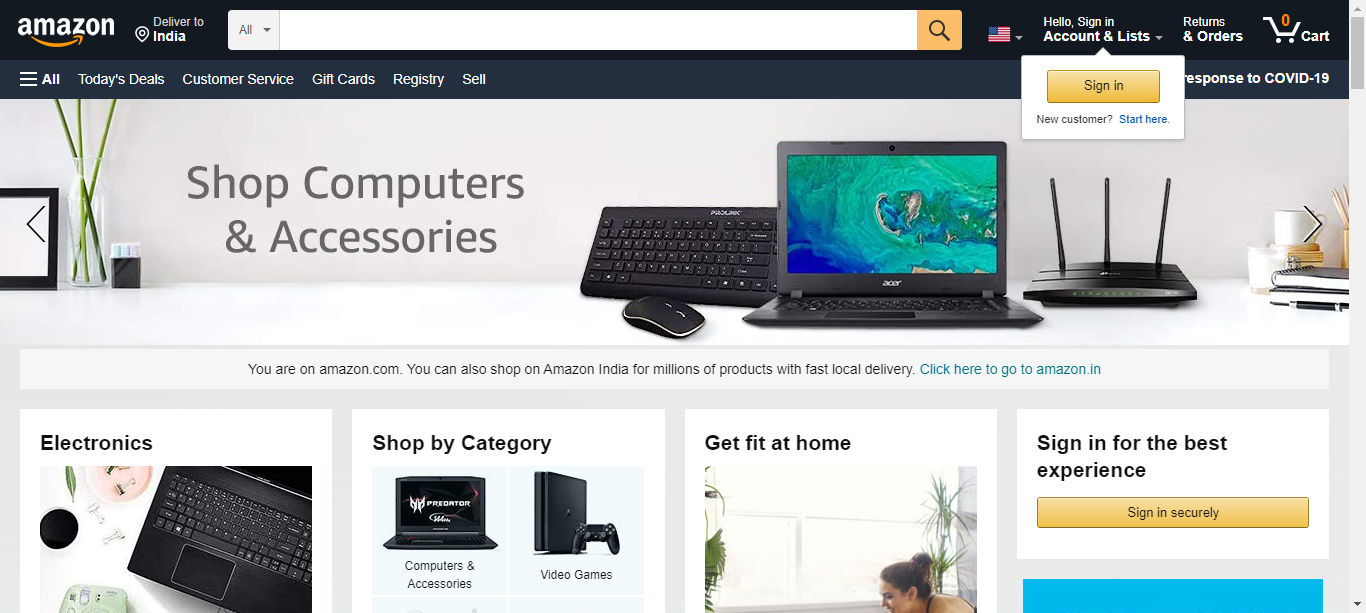 amazon
Deliver to
India
All
Hello, Sign in
Account & Lists
Returns
& Orders
0
Cart
All
Today's Deals
Customer Service
Gift Cards
Registry
Sell
response to COVID-19
Sign in
New customer? Start here.
Shop Computers
& Accessories
PROLINK
acer
You are on amazon.com. You can also shop on Amazon India for millions of products with fast local delivery. Click here to go to amazon.in
Electronics
Shop by Category
PREDATOR
Computers &
Accessories
Video Games
Get fit at home
Sign in for the best
experience
Sign in securely